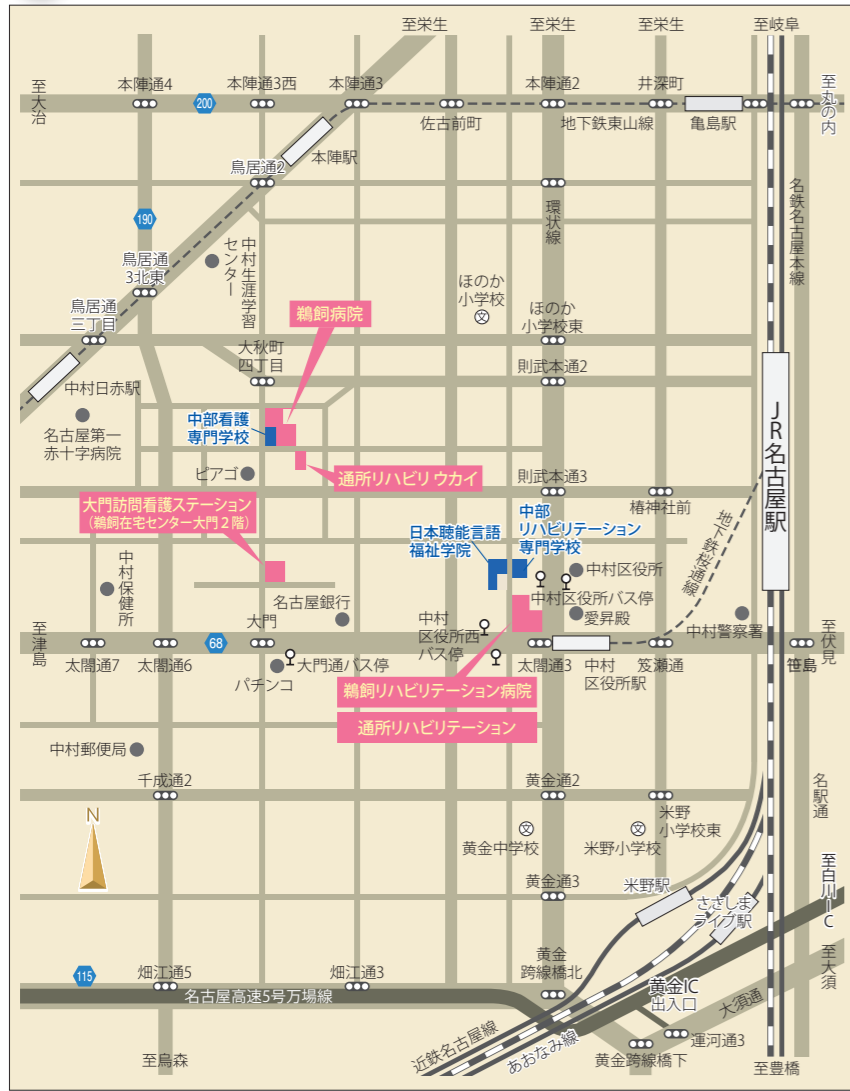 至栄生
至栄生
至栄生
至岐阜
至大治
本陣通4
200
本陣通3西
本陣通3
佐古前町
本陣通2
地下鉄東山線
井深町
亀島駅
至丸の内
本陣駅
鳥居通2
190
環状線
名鉄名古屋本線
中村生涯学習
センター
鳥居通
3北東
ほのか
小学校
文
鵜飼病院
鳥居通
三丁目
ほのか
小学校東
大秋町
四丁目
則武本通2
中村日赤駅
JR名古屋駅
名古屋第一
赤十字病院
中部看護
専門学校
ピアゴ
通所リハビリ ウカイ
則武本通3
椿神社前
地下鉄桜通線
大門訪問看護ステーション
(鵜飼在宅センター大門2階)
日本聴能言語
福祉学院
中部
リハビリテーション
専門学校
中村区役所
中村保健所
名古屋銀行
中村区役所バス停
愛昇殿
中村警察署
至津島
68
大門
中村
区役所西
バス停
至伏見
太閤通7
太閤通6
パチンコ
大門通バス停
太閤通3
中村
区役所駅
笈瀬通
笹島
鵜飼リハビリテーション病院
通所リハビリテーション
中村郵便局
千成通2
黄金通2
米野
小学校東
名駅通
N
文
黄金中学校
文
米野小学校
黄金通3
米野駅
ささしま
ライブ駅
至白川IC
115
畑江通5
畑江通3
黄金
跨線橋北
黄金IC
出入口
至大須
名古屋高速5号万場線
大須通
近鉄名古屋線
あおなみ線
運河通3
黄金跨線橋下
至烏森
至豊橋